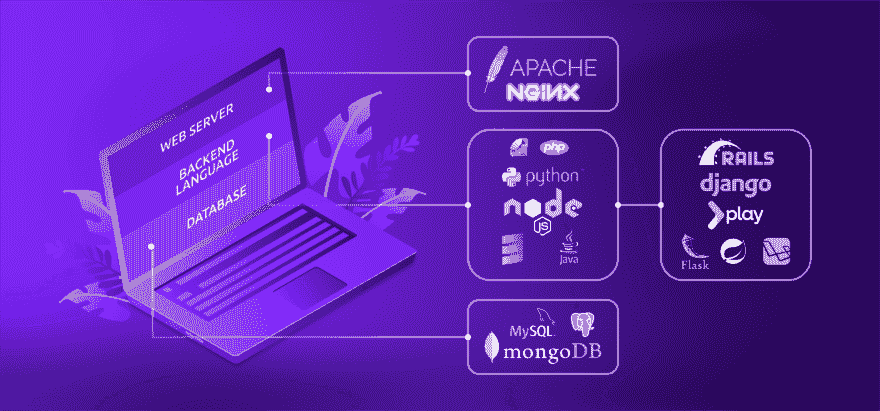 WEB SERVER
BACKEND
LANGUAGE
DATABASE
APACHE
NGINX
php
python
node
JS
Java
RAILS
django
play
Flask
MySQL
mongoDB